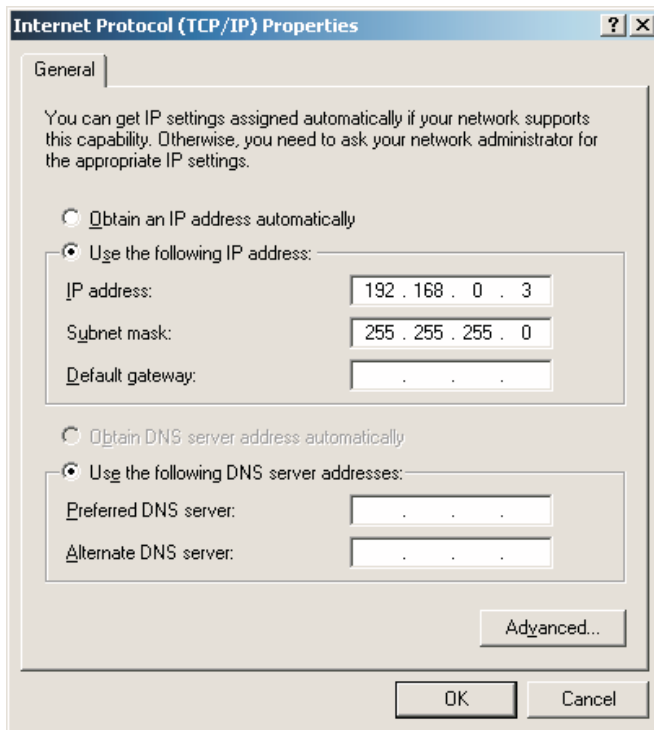 Internet Protocol (TCP/IP) Properties
General
You can get IP settings assigned automatically if your network supports
this capability. Otherwise, you need to ask your network administrator for
the appropriate IP settings.
Obtain an IP address automatically
Use the following IP address:
IP address: 192 . 168 . 0 . 3
Subnet mask: 255 . 255 . 255 . 0
Default gateway: . . .
Obtain DNS server address automatically
Use the following DNS server addresses:
Preferred DNS server: . . .
Alternate DNS server: . . .
Advanced...
OK Cancel